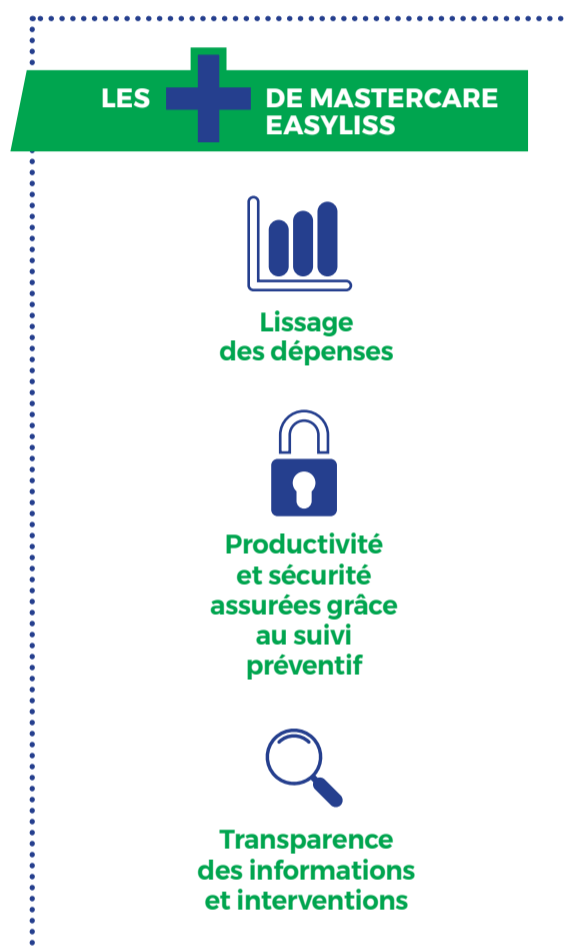 LES + DE MASTERCARE
EASYLISS
Lissage
des dépenses
Productivité
et sécurité
assurées grâce
au suivi
préventif
Transparence
des informations
et interventions